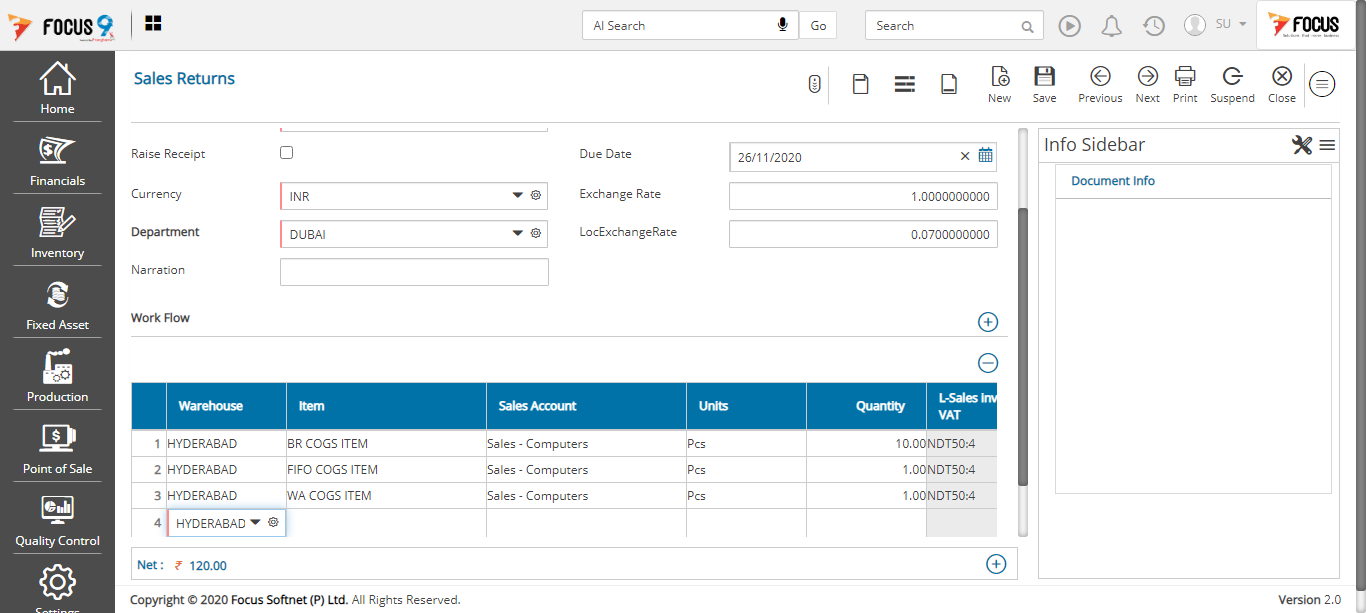 FOCUS 9
AI Search
Go
Search
SU
FOCUS
Home
Financials
Inventory
Fixed Asset
Production
Point of Sale
Quality Control
Settings
Sales Returns
New
Save
Previous
Next
Print
Suspend
Close
Raise Receipt
Due Date
26/11/2020
Currency
INR
Exchange Rate
1.0000000000
Department
DUBAI
LocExchangeRate
0.0700000000
Narration
Work Flow
Warehouse Item Sales Account Units Quantity L-Sales inv VAT
1 HYDERABAD BR COGS ITEM Sales - Computers Pcs 10.00 NDT50:4
2 HYDERABAD FIFO COGS ITEM Sales - Computers Pcs 1.00 NDT50:4
3 HYDERABAD WA COGS ITEM Sales - Computers Pcs 1.00 NDT50:4
4 HYDERABAD
Net : ₹ 120.00
Info Sidebar
Document Info
Copyright © 2020 Focus Softnet (P) Ltd. All Rights Reserved.
Version 2.0